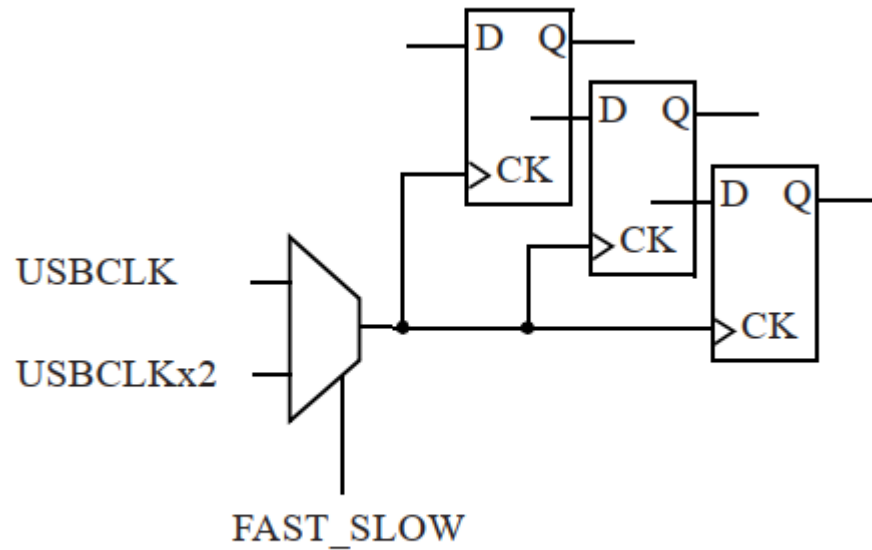 D Q
D Q
CK
D Q
CK
USBCLK
CK
USBCLKx2
FAST_SLOW